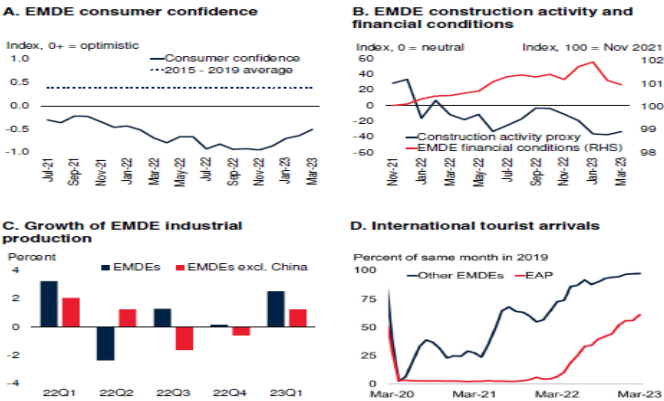 A. EMDE consumer confidence
Index, 0+ = optimistic
1.0
0.5
0.0
-0.5
-1.0
Consumer confidence
2015 - 2019 average
Jul-21
Sep-21
Nov-21
Jan-22
Mar-22
May-22
Jul-22
Sep-22
Nov-22
Jan-23
Mar-23
B. EMDE construction activity and
financial conditions
Index, 0 = neutral
Index, 100 = Nov 2021
60
40
20
0
-20
-40
-60
102
101
100
99
98
Construction activity proxy
EMDE financial conditions (RHS)
Nov-21
Jan-22
Mar-22
May-22
Jul-22
Sep-22
Nov-22
Jan-23
Mar-23
C. Growth of EMDE industrial
production
Percent
4
2
0
-2
-4
EMDEs
EMDEs excl. China
22Q1
22Q2
22Q3
22Q4
23Q1
D. International tourist arrivals
Percent of same month in 2019
100
75
50
25
0
Other EMDEs
EAP
Mar-20
Mar-21
Mar-22
Mar-23